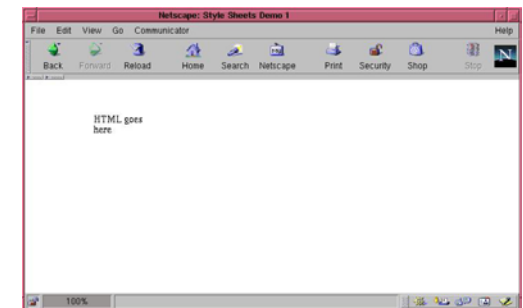 Netscape: Style Sheets Demo 1
File Edit View Go Communicator Help
Back Forward Reload Home Search Netscape Print Security Shop Stop
N
HTML goes
here
100%